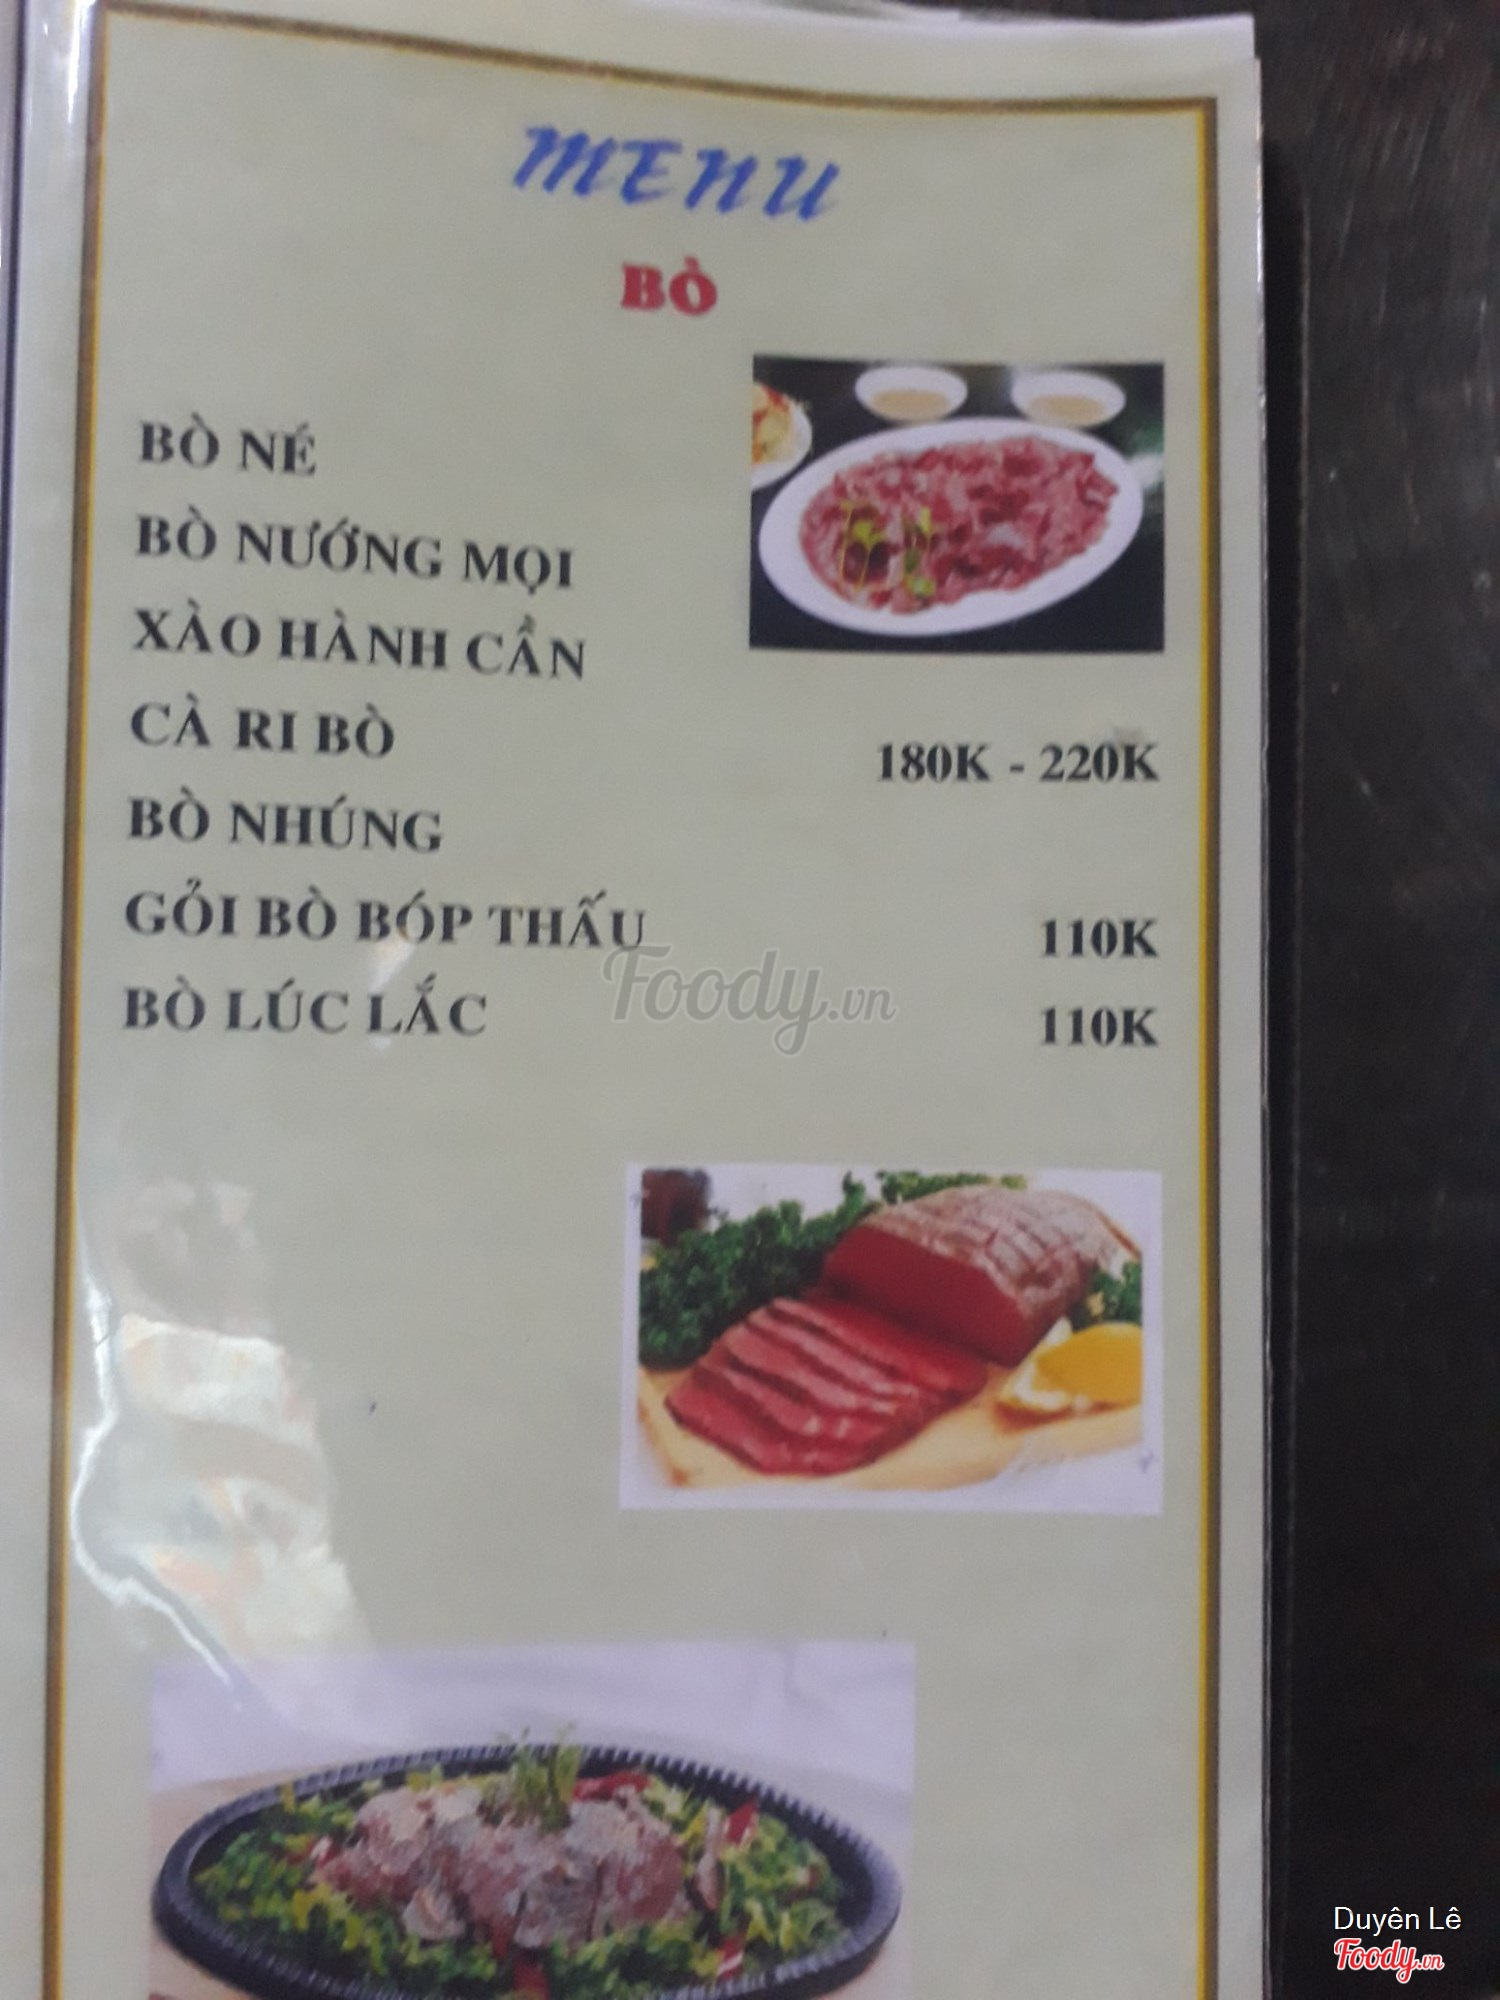 MENU
BÒ
BÒ NÉ
BÒ NƯỚNG MỌI
XÀO HÀNH CẦN
CÀ RI BÒ 180K - 220K
BÒ NHÚNG
GỎI BÒ BÓP THẤU 110K
BÒ LÚC LẮC 110K
Foody.vn
Duyên Lê
Foody.vn